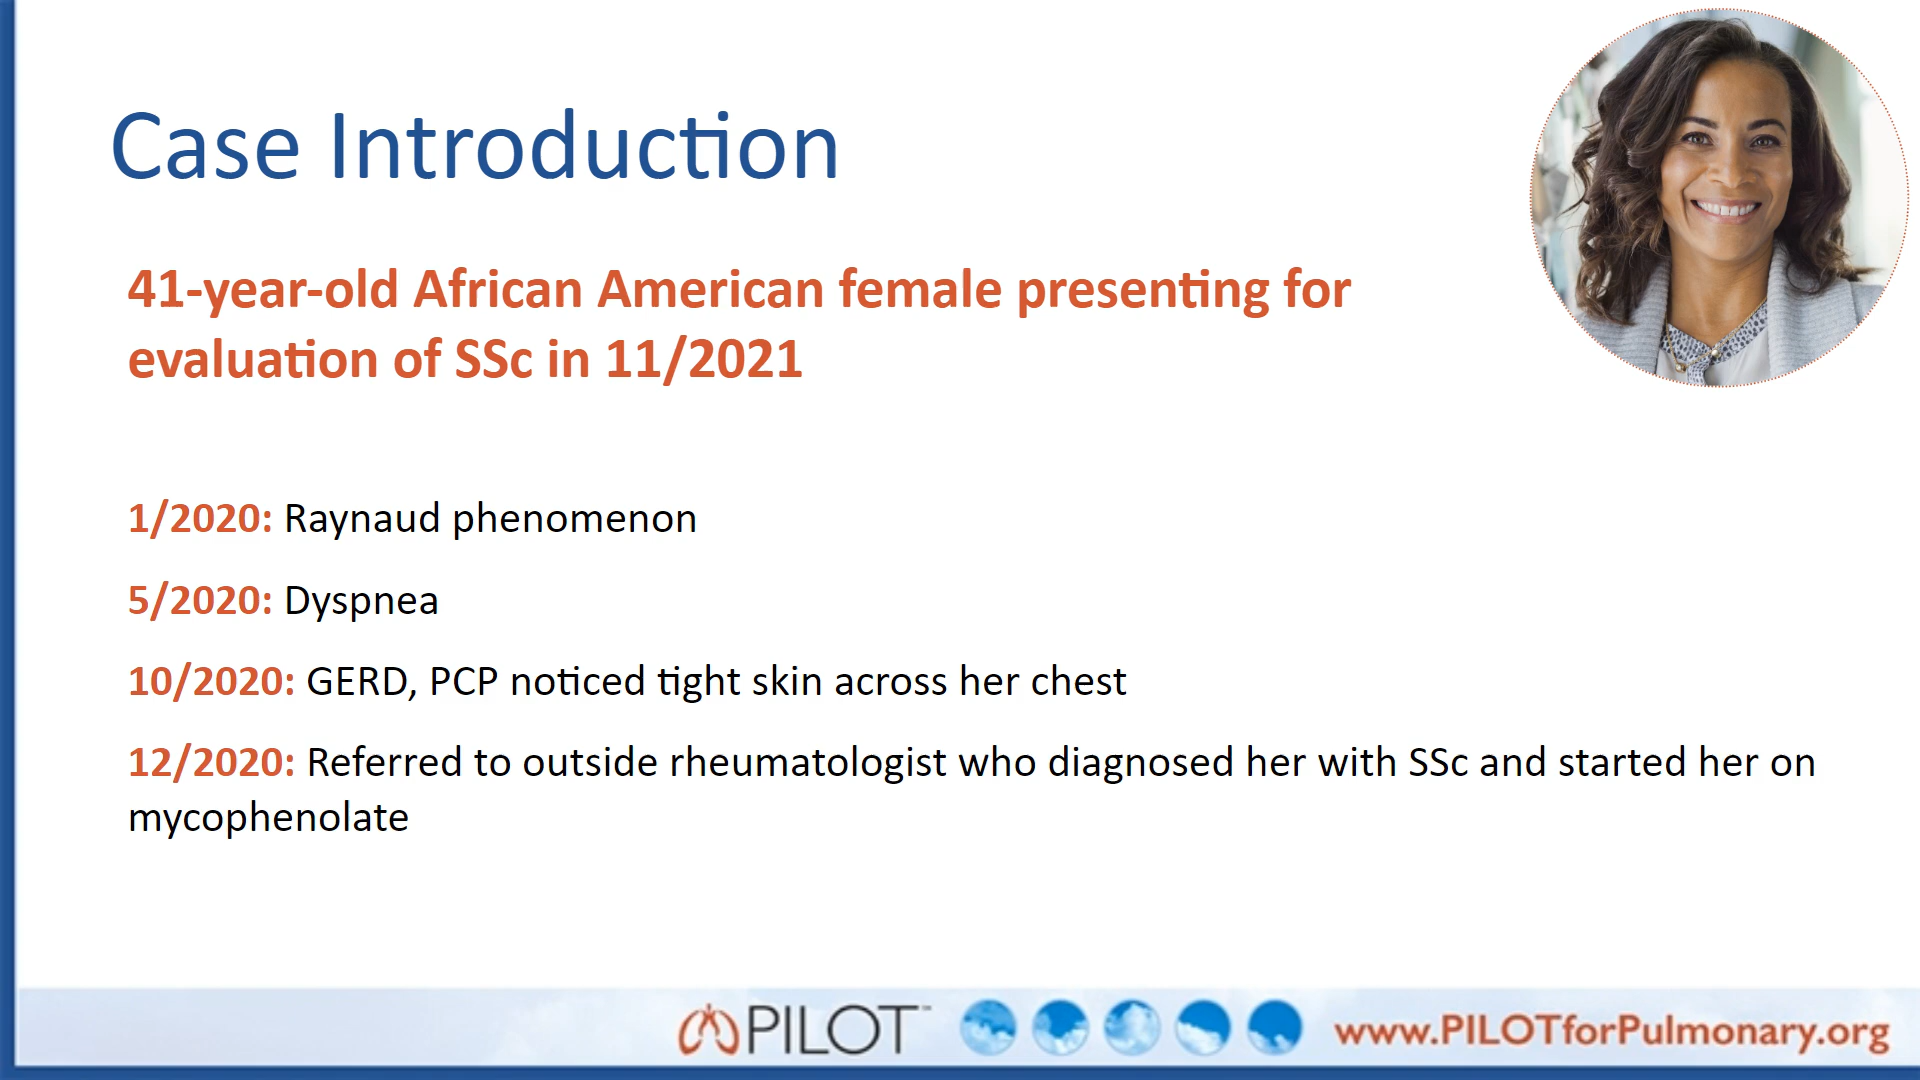 Case Introduction
41-year-old African American female presenting for
evaluation of SSc in 11/2021
1/2020: Raynaud phenomenon
5/2020: Dyspnea
10/2020: GERD, PCP noticed tight skin across her chest
12/2020: Referred to outside rheumatologist who diagnosed her with SSc and started her on
mycophenolate
PILOT™ www.PILOTforPulmonary.org